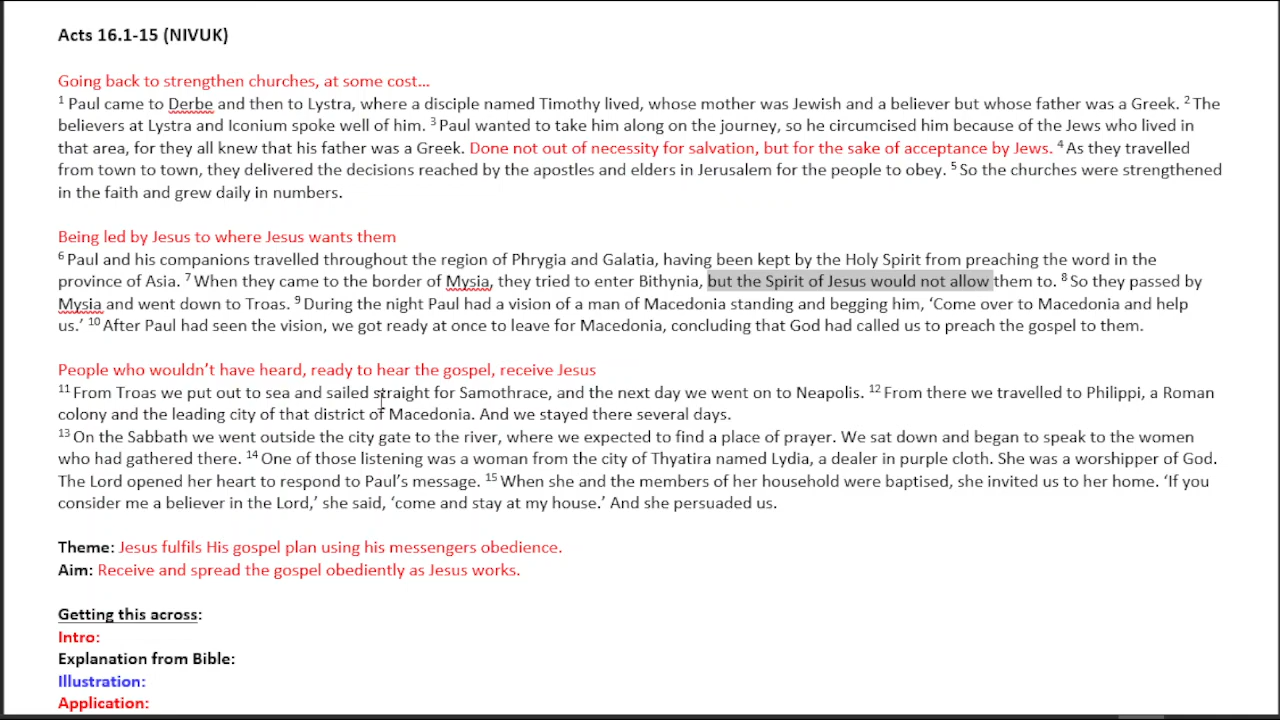 Acts 16.1-15 (NIVUK)
Going back to strengthen churches, at some cost…
1 Paul came to Derbe and then to Lystra, where a disciple named Timothy lived, whose mother was Jewish and a believer but whose father was a Greek. 2 The
believers at Lystra and Iconium spoke well of him. 3 Paul wanted to take him along on the journey, so he circumcised him because of the Jews who lived in
that area, for they all knew that his father was a Greek. Done not out of necessity for salvation, but for the sake of acceptance by Jews. 4 As they travelled
from town to town, they delivered the decisions reached by the apostles and elders in Jerusalem for the people to obey. 5 So the churches were strengthened
in the faith and grew daily in numbers.
Being led by Jesus to where Jesus wants them
6 Paul and his companions travelled throughout the region of Phrygia and Galatia, having been kept by the Holy Spirit from preaching the word in the
province of Asia. 7 When they came to the border of Mysia, they tried to enter Bithynia, but the Spirit of Jesus would not allow them to. 8 So they passed by
Mysia and went down to Troas. 9 During the night Paul had a vision of a man of Macedonia standing and begging him, ‘Come over to Macedonia and help
us.’ 10 After Paul had seen the vision, we got ready at once to leave for Macedonia, concluding that God had called us to preach the gospel to them.
People who wouldn’t have heard, ready to hear the gospel, receive Jesus
11 From Troas we put out to sea and sailed straight for Samothrace, and the next day we went on to Neapolis. 12 From there we travelled to Philippi, a Roman
colony and the leading city of that district of Macedonia. And we stayed there several days.
13 On the Sabbath we went outside the city gate to the river, where we expected to find a place of prayer. We sat down and began to speak to the women
who had gathered there. 14 One of those listening was a woman from the city of Thyatira named Lydia, a dealer in purple cloth. She was a worshipper of God.
The Lord opened her heart to respond to Paul’s message. 15 When she and the members of her household were baptised, she invited us to her home. ‘If you
consider me a believer in the Lord,’ she said, ‘come and stay at my house.’ And she persuaded us.
Theme: Jesus fulfils His gospel plan using his messengers obedience.
Aim: Receive and spread the gospel obediently as Jesus works.
Getting this across:
Intro:
Explanation from Bible:
Illustration:
Application: